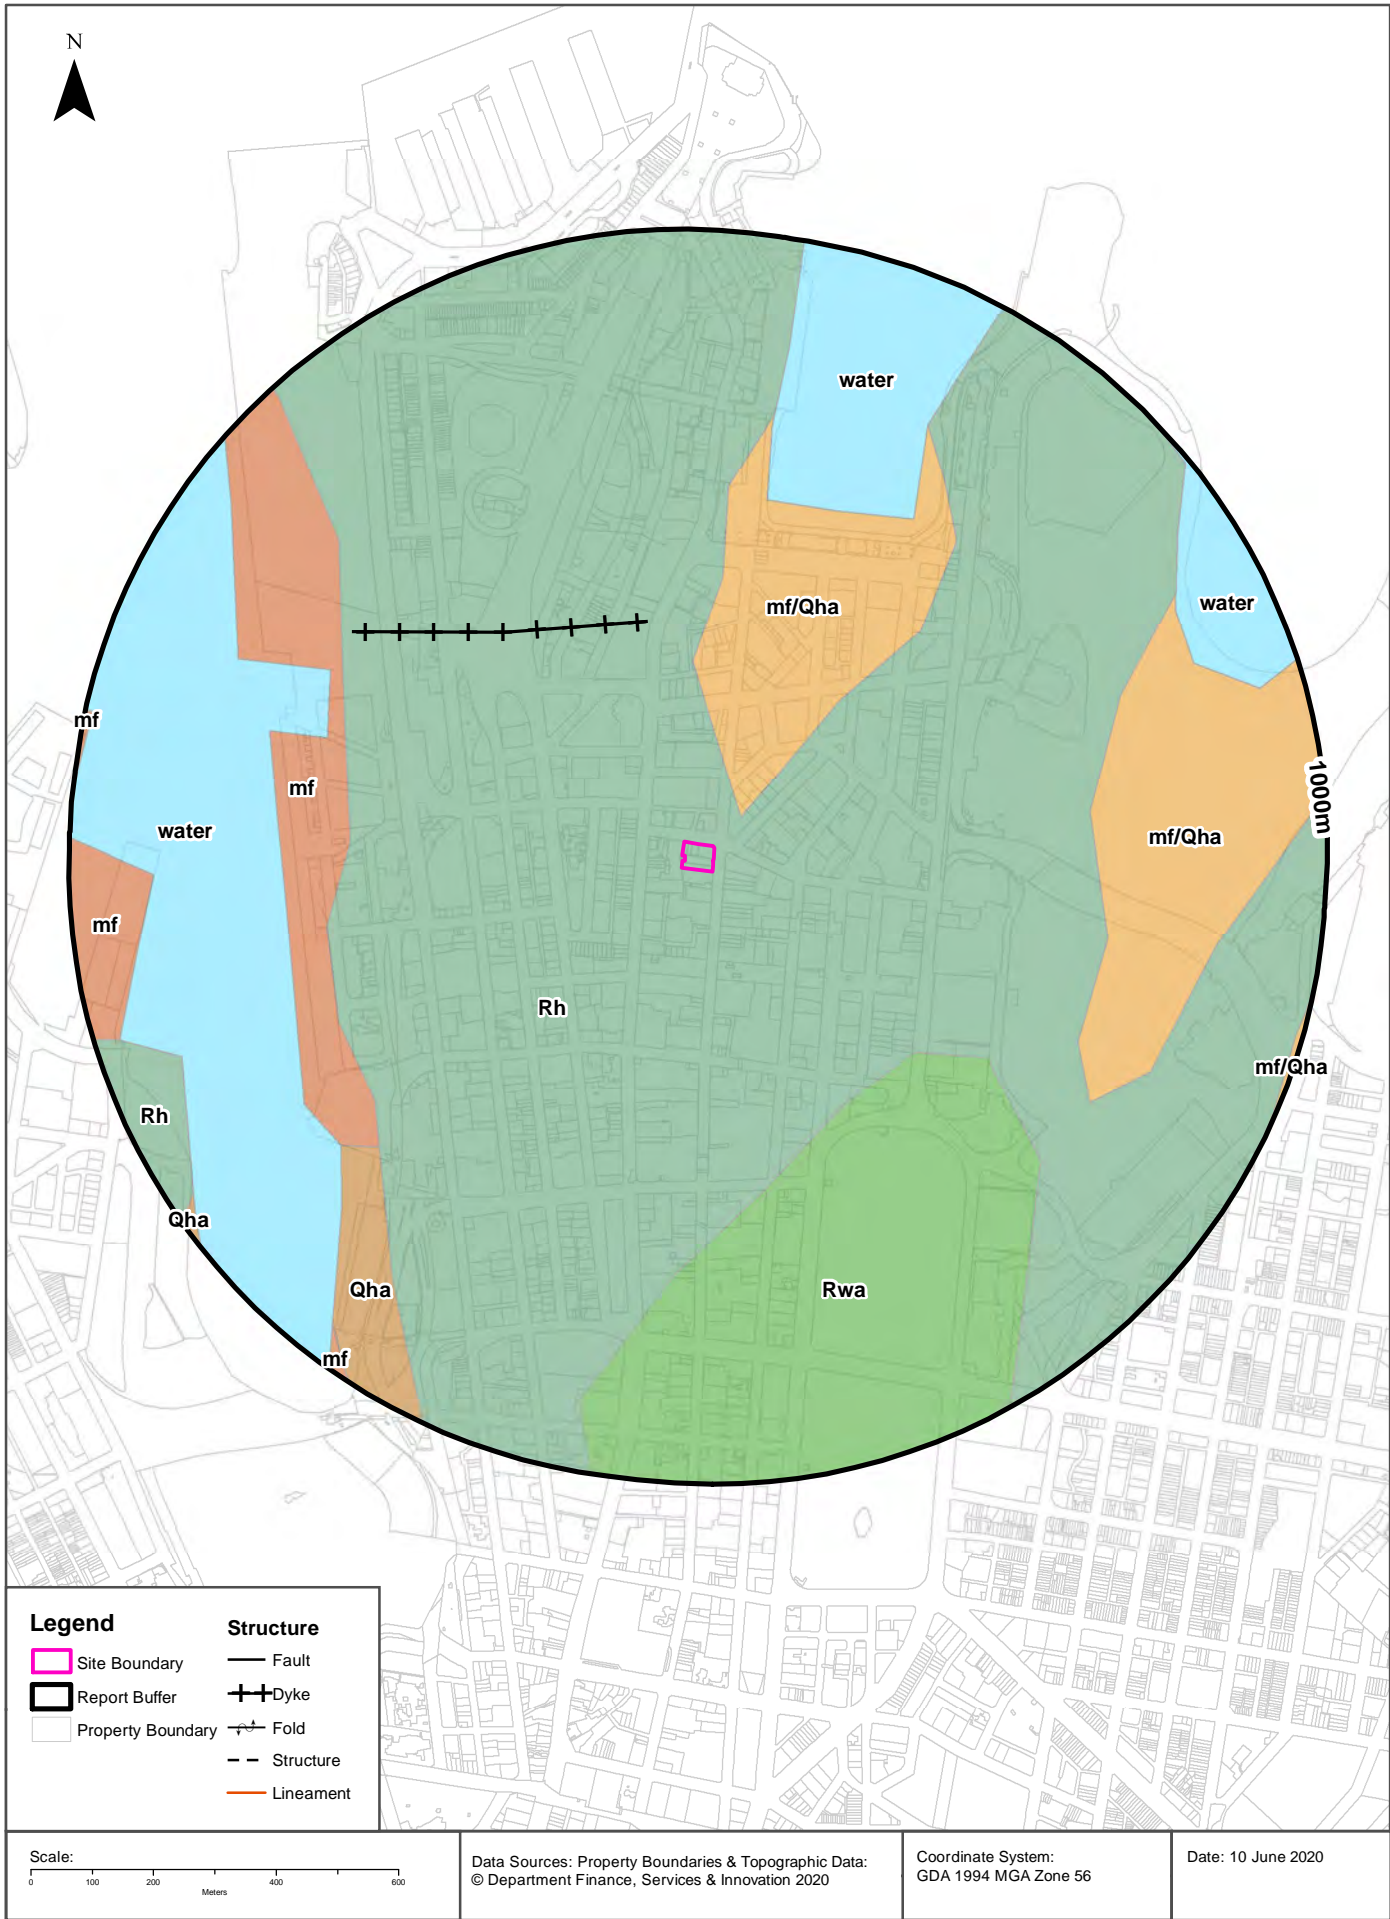 N
water
mf/Qha
water
mf
mf
water
1000m
mf/Qha
mf
Rh
mf/Qha
Rh
Qha
Qha
Rwa
mf
Legend
Site Boundary
Report Buffer
Property Boundary
Structure
Fault
Dyke
Fold
Structure
Lineament
Scale:
0 100 200 400 600
Meters
Data Sources: Property Boundaries & Topographic Data:
© Department Finance, Services & Innovation 2020
Coordinate System:
GDA 1994 MGA Zone 56
Date: 10 June 2020